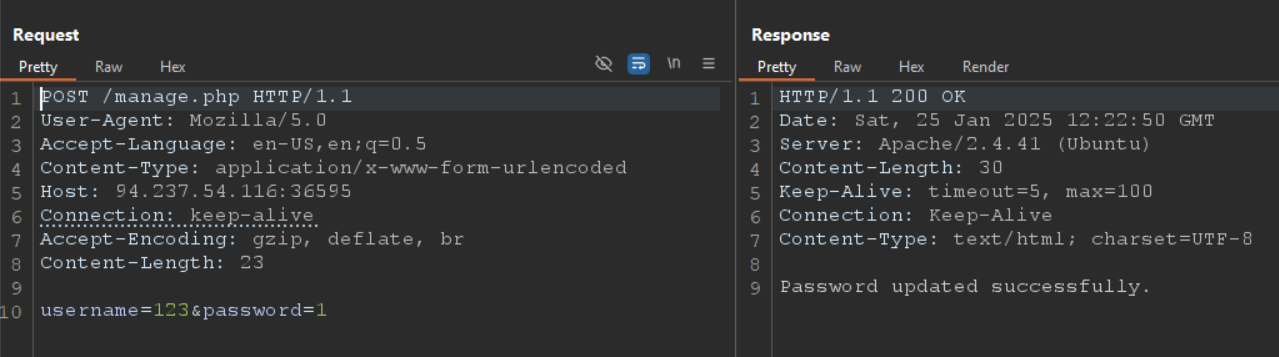 Request
Pretty Raw Hex \n
1 POST /manage.php HTTP/1.1
2 User-Agent: Mozilla/5.0
3 Accept-Language: en-US,en;q=0.5
4 Content-Type: application/x-www-form-urlencoded
5 Host: 94.237.54.116:36595
6 Connection: keep-alive
7 Accept-Encoding: gzip, deflate, br
8 Content-Length: 23
9
10 username=123&password=1
Response
Pretty Raw Hex Render
1 HTTP/1.1 200 OK
2 Date: Sat, 25 Jan 2025 12:22:50 GMT
3 Server: Apache/2.4.41 (Ubuntu)
4 Content-Length: 30
5 Keep-Alive: timeout=5, max=100
6 Connection: Keep-Alive
7 Content-Type: text/html; charset=UTF-8
8
9 Password updated successfully.